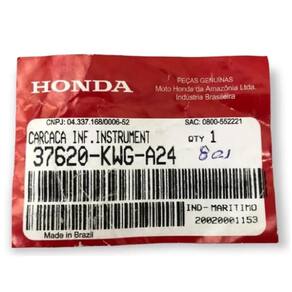 HONDA
PEÇAS GENUÍNAS
Moto Honda da Amazônia Ltda.
Indústria Brasileira
CNPJ: 04.337.168/0006-52
SAC: 0800-552221
CARCACA INF.INSTRUMENT
QTY 1
37620-KWG-A24
IND-MARITIMO
20020001153
Made in Brazil